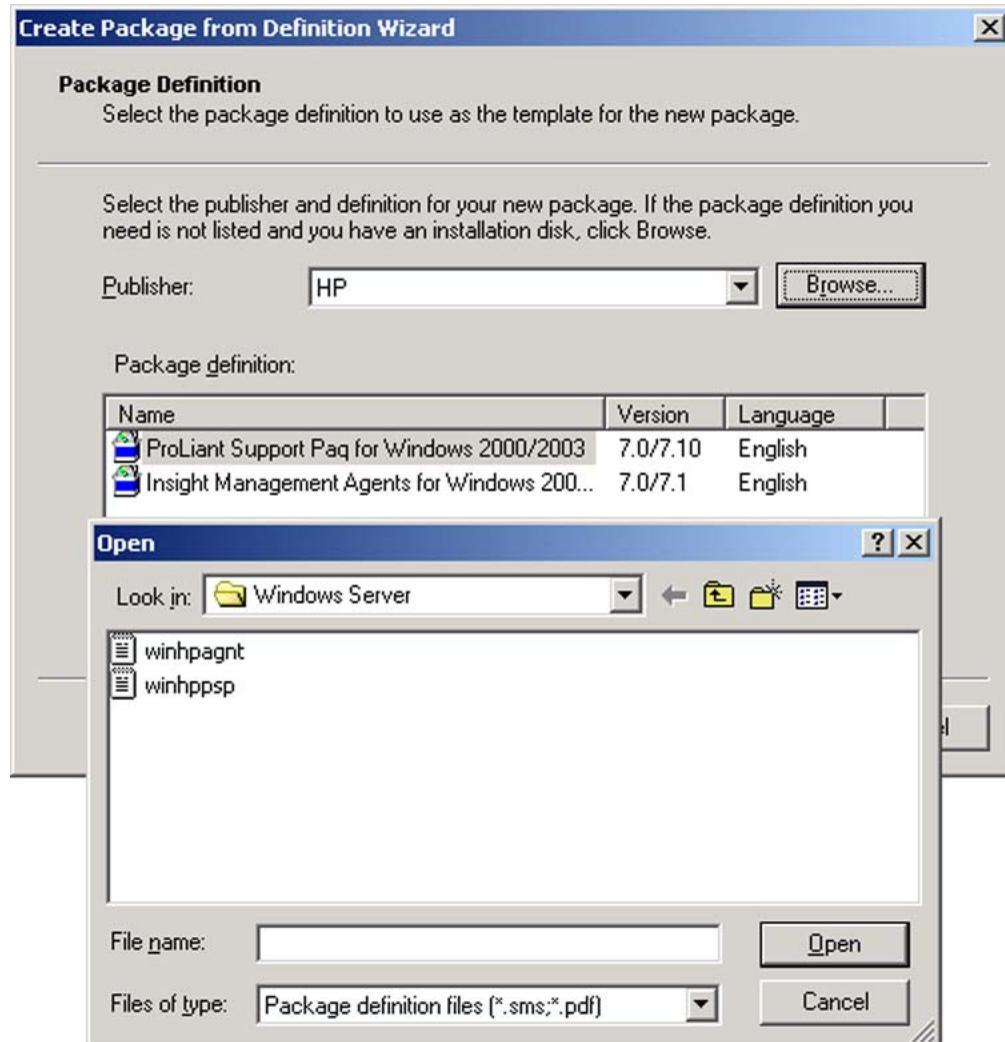 Create Package from Definition Wizard
Package Definition
Select the package definition to use as the template for the new package.
Select the publisher and definition for your new package. If the package definition you
need is not listed and you have an installation disk, click Browse.
Publisher: HP Browse...
Package definition:
Name Version Language
ProLiant Support Paq for Windows 2000/2003 7.0/7.10 English
Insight Management Agents for Windows 200... 7.0/7.1 English
Open
Look in: Windows Server
winhpagnt
winhppsp
File name: Open
Files of type: Package definition files (*.sms;*.pdf) Cancel